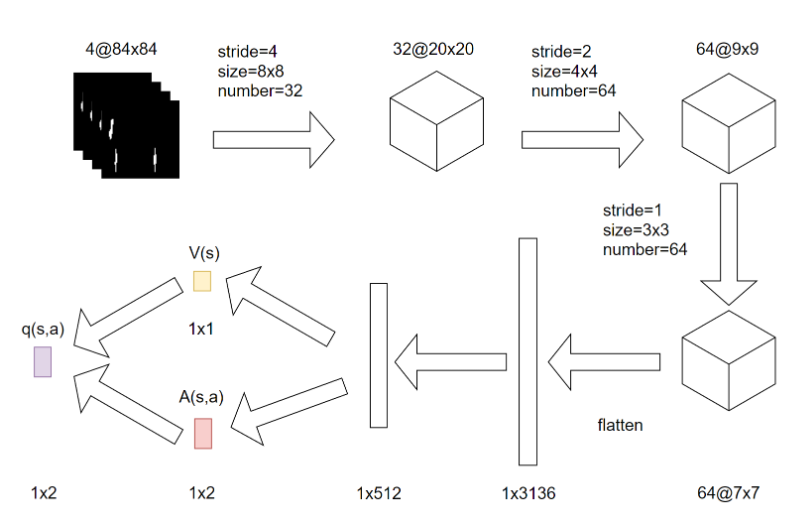 4@84x84
stride=4
size=8x8
number=32
32@20x20
stride=2
size=4x4
number=64
64@9x9
stride=1
size=3x3
number=64
V(s)
1x1
q(s,a)
A(s,a)
flatten
1x2
1x2
1x512
1x3136
64@7x7